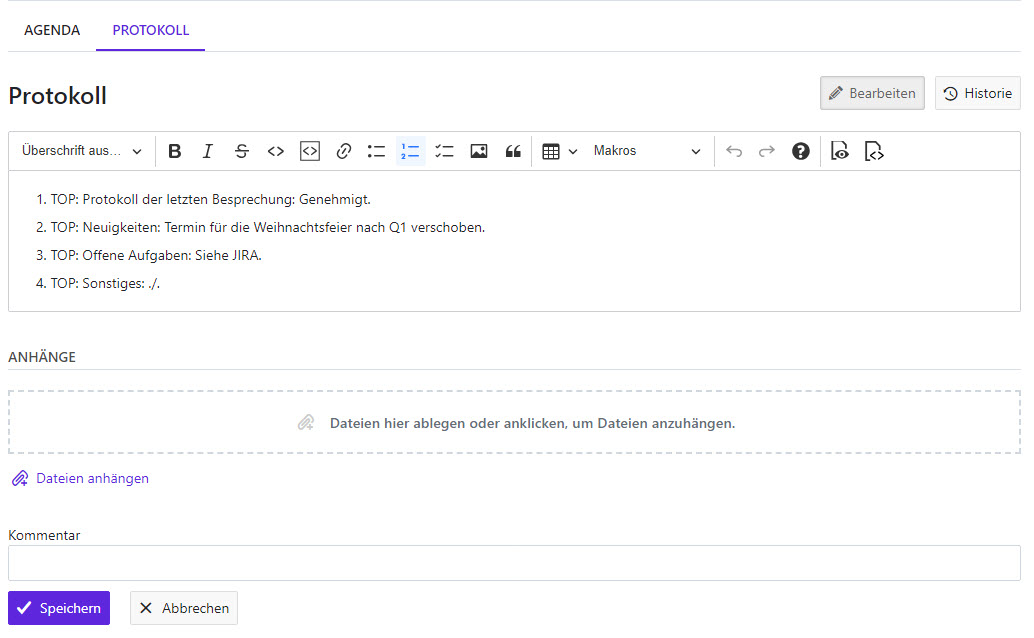 AGENDA PROTOKOLL
Protokoll
Bearbeiten Historie
Überschrift aus... Makros
1. TOP: Protokoll der letzten Besprechung: Genehmigt.
2. TOP: Neuigkeiten: Termin für die Weihnachtsfeier nach Q1 verschoben.
3. TOP: Offene Aufgaben: Siehe JIRA.
4. TOP: Sonstiges: ./.
ANHÄNGE
Dateien hier ablegen oder anklicken, um Dateien anzuhängen.
Dateien anhängen
Kommentar
Speichern Abbrechen